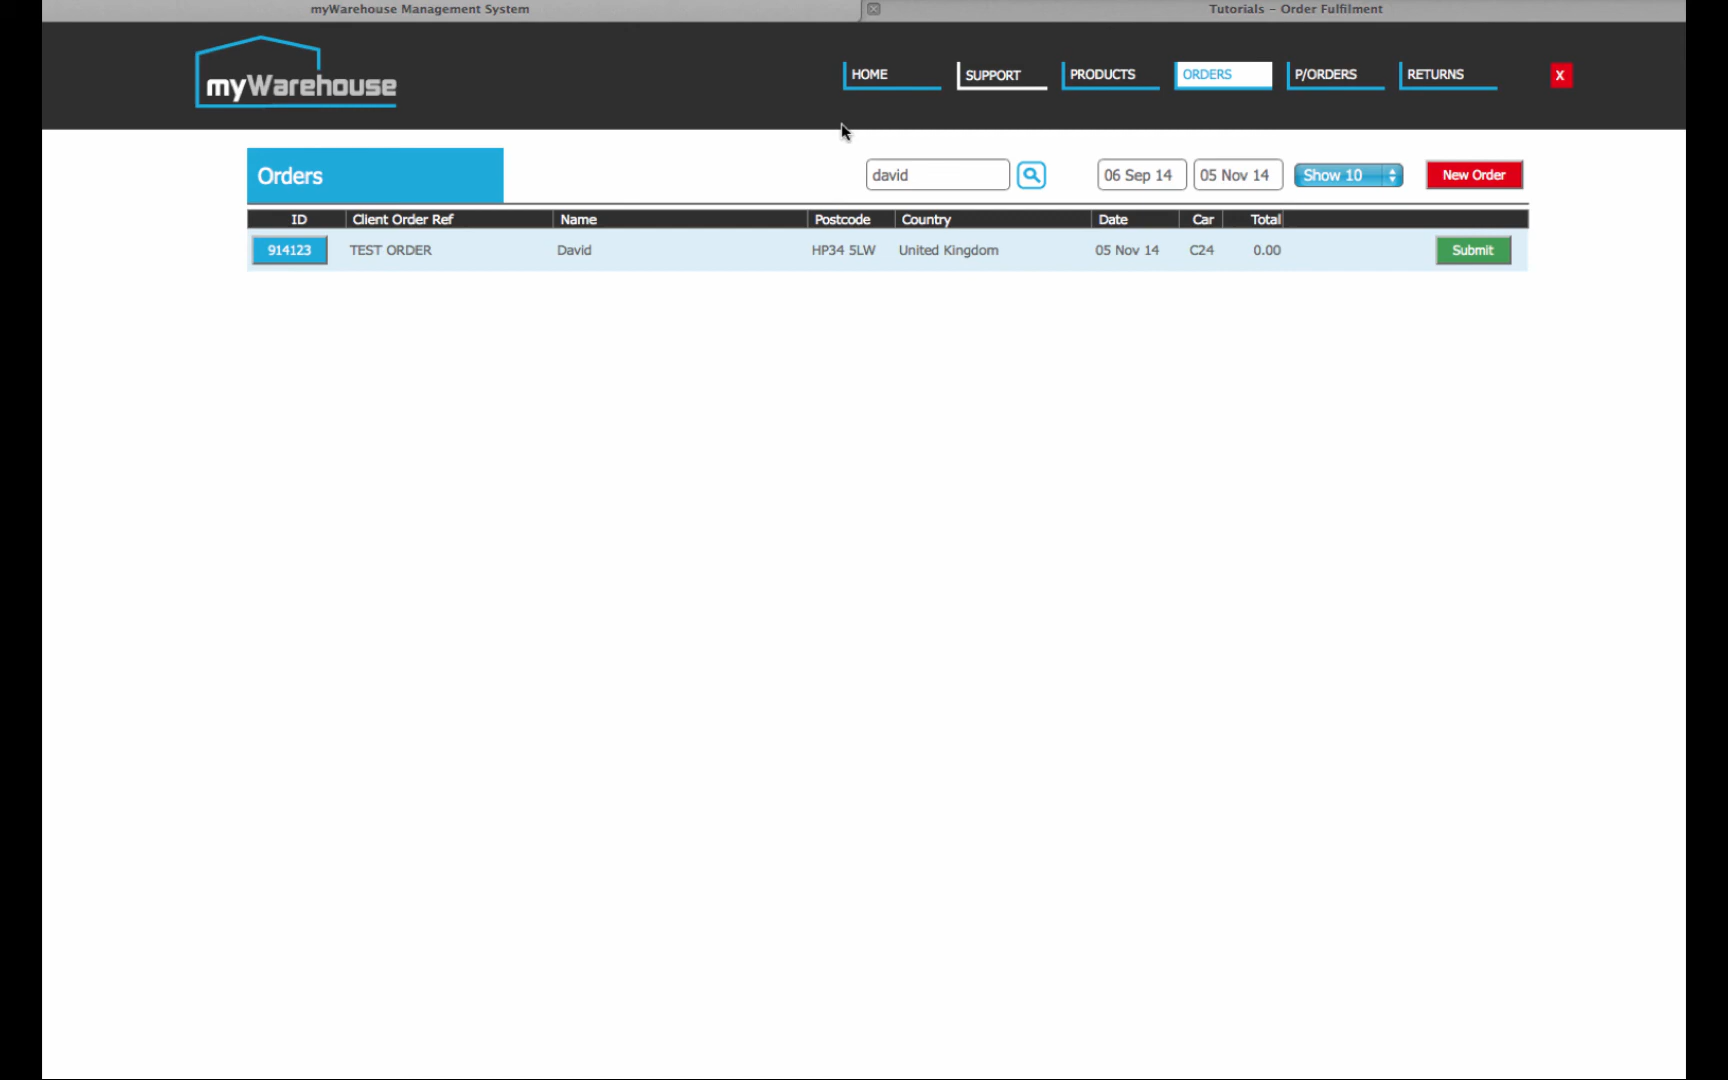 myWarehouse Management System
Tutorials – Order Fulfilment
myWarehouse
HOME
SUPPORT
PRODUCTS
ORDERS
P/ORDERS
RETURNS
X
Orders
david
06 Sep 14
05 Nov 14
Show 10
New Order
ID Client Order Ref Name Postcode Country Date Car Total
914123 TEST ORDER David HP34 5LW United Kingdom 05 Nov 14 C24 0.00 Submit